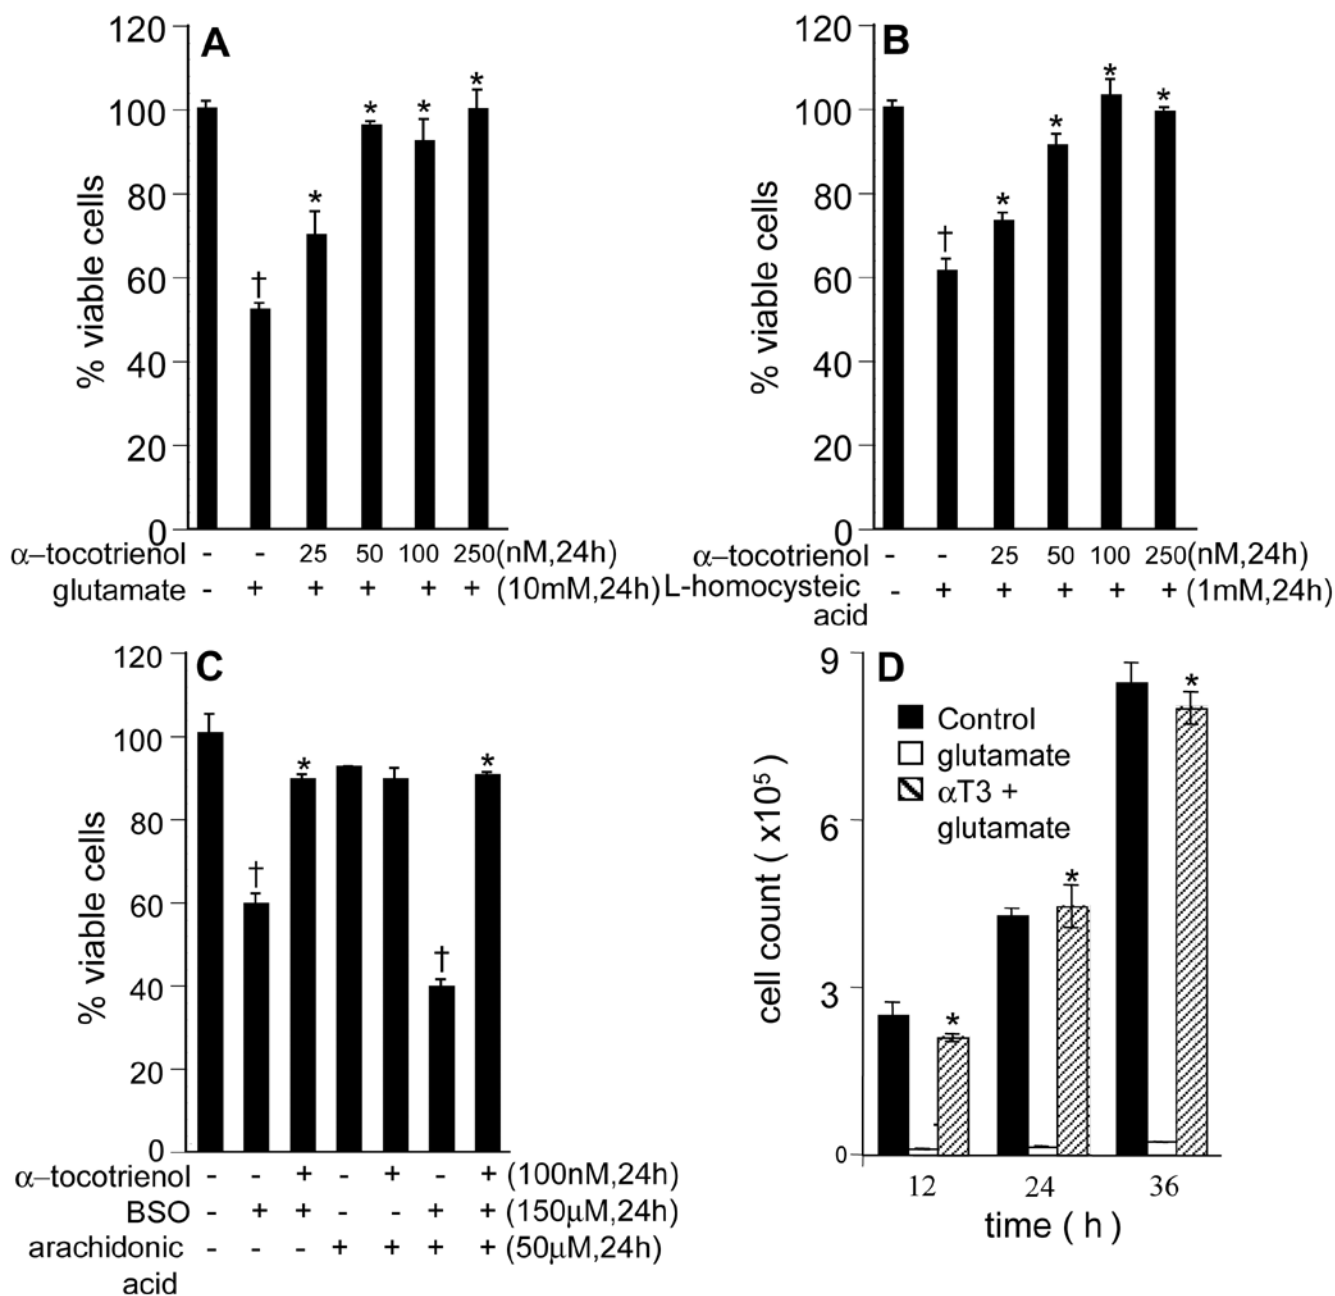 A
120
100
80
60
40
20
0
% viable cells
* * * *
†
α–tocotrienol - - 25 50 100 250 (nM,24h)
glutamate - + + + + + (10mM,24h)
B
120
100
80
60
40
20
0
% viable cells
* * * *
†
α–tocotrienol - - 25 50 100 250 (nM,24h)
L-homocysteic - + + + + + (1mM,24h)
acid
C
120
100
80
60
40
20
0
% viable cells
† * † *
α–tocotrienol - - + - + - + (100nM,24h)
BSO - + + - - + + (150μM,24h)
arachidonic - - - + + + + (50μM,24h)
acid
D
9
6
3
0
cell count ( x10⁵ )
Control
glutamate
αT3 +
glutamate
* * *
12 24 36
time ( h )